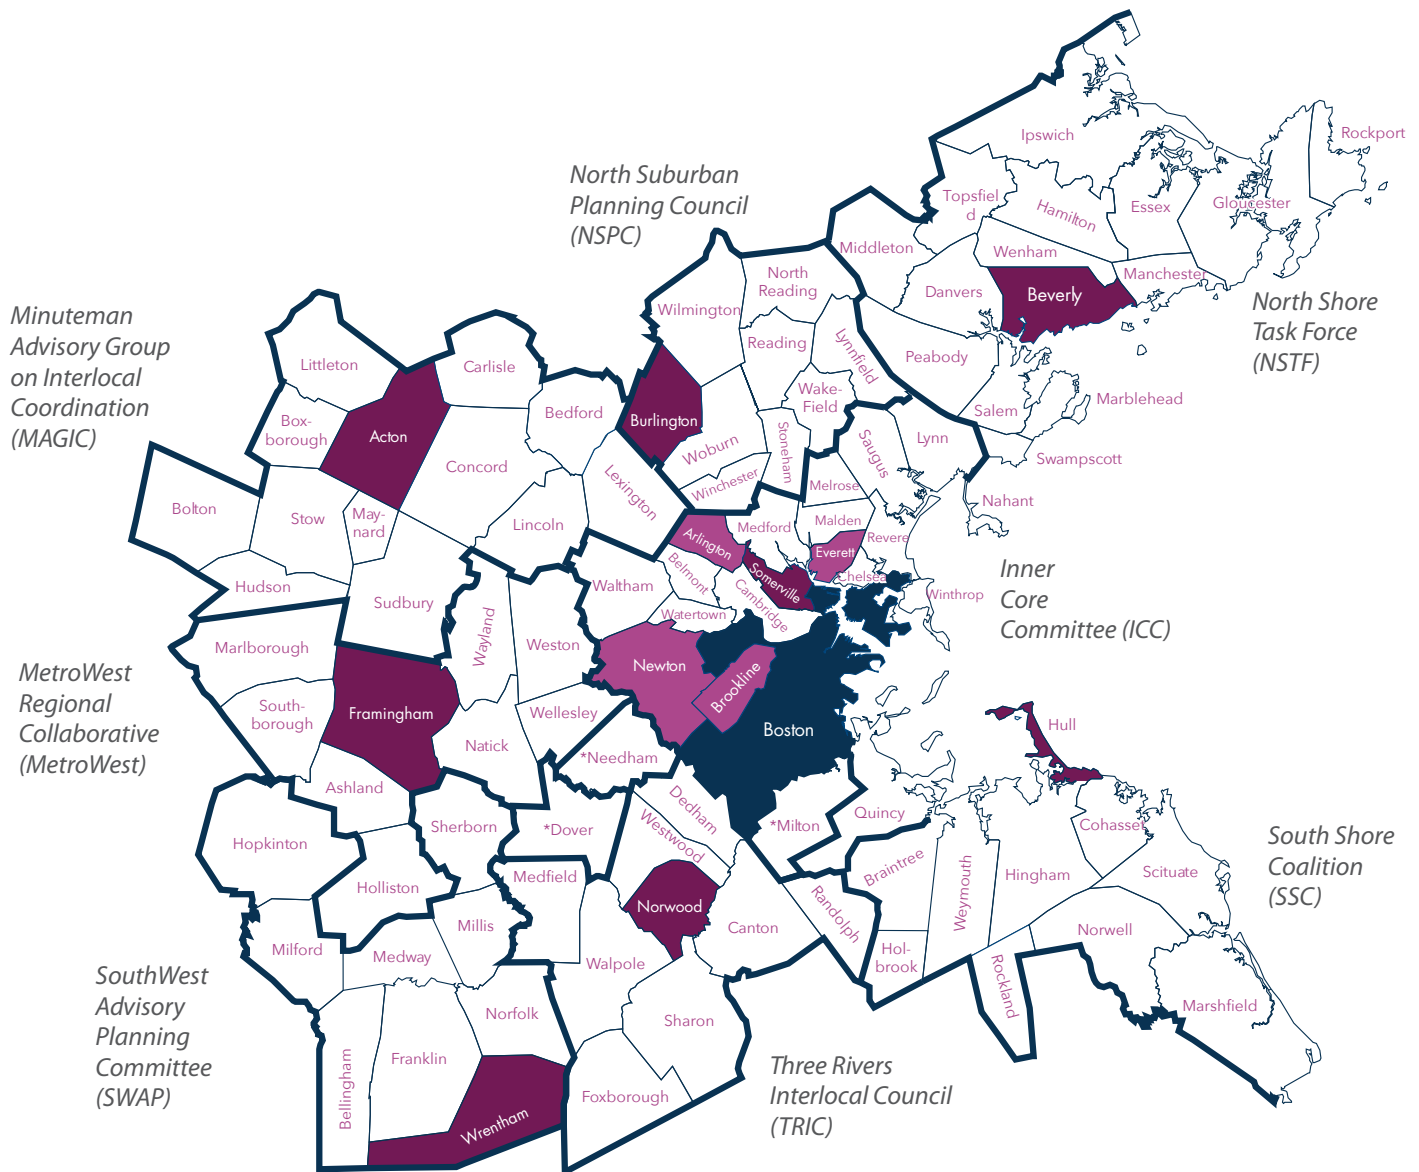 Ipswich
Rockport
North Suburban
Planning Council
(NSPC)
Topsfiel
d
Hamilton
Essex
Gloucester
Middleton
Wenham
Manchester
North
Reading
Danvers
Beverly
North Shore
Task Force
(NSTF)
Wilmington
Minuteman
Advisory Group
on Interlocal
Coordination
(MAGIC)
Reading
Lynnfield
Peabody
Littleton
Carlisle
Wake-
Field
Marblehead
Salem
Bedford
Burlington
Box-
borough
Acton
Woburn
Stoneham
Saugus
Lynn
Swampscott
Concord
Lexington
Winchester
Melrose
Nahant
Bolton
Stow
May-
nard
Lincoln
Medford
Malden
Arlington
Everett
Revere
Hudson
Belmont
Somerville
Chelsea
Inner
Core
Committee (ICC)
Waltham
Cambridge
Winthrop
Sudbury
Watertown
Marlborough
Wayland
Weston
Newton
Brookline
MetroWest
Regional
Collaborative
(MetroWest)
South-
borough
Framingham
Wellesley
Boston
Hull
Natick
*Needham
Ashland
Dedham
Quincy
Sherborn
*Dover
Westwood
*Milton
Cohasset
South Shore
Coalition
(SSC)
Hopkinton
Braintree
Weymouth
Hingham
Scituate
Holliston
Medfield
Norwood
Randolph
Millis
Canton
Norwell
Milford
Medway
Hol-
brook
Walpole
Rockland
SouthWest
Advisory
Planning
Committee
(SWAP)
Marshfield
Norfolk
Sharon
Franklin
Bellingham
Foxborough
Three Rivers
Interlocal Council
(TRIC)
Wrentham